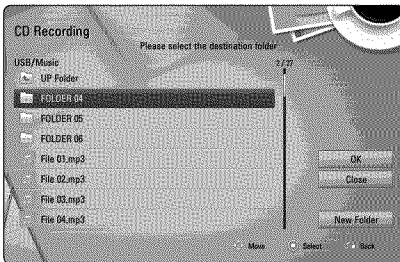 CD Recording
Please select the destination folder
USB/Music
2 / 27
UP Folder
FOLDER 04
FOLDER 05
FOLDER 06
File 01.mp3
File 02.mp3
File 03.mp3
File 04.mp3
OK
Close
New Folder
Move
Select
Back